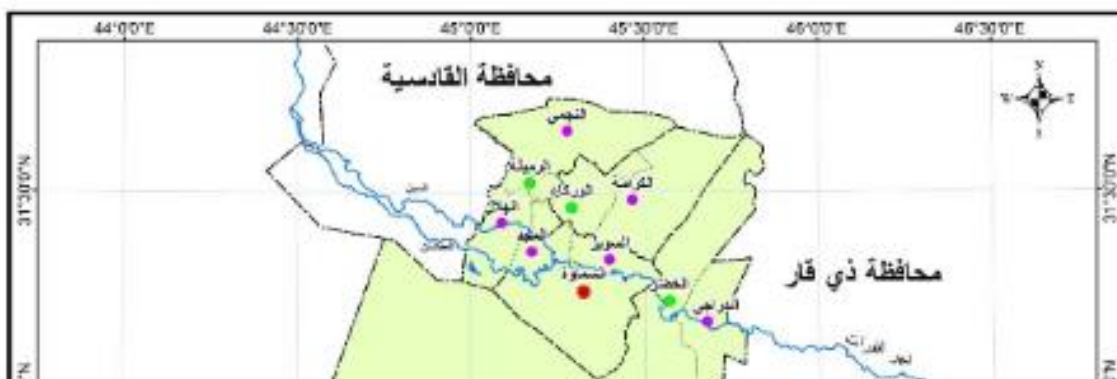 44°0'0"E 44°30'0"E 45°0'0"E 45°30'0"E 46°0'0"E 46°30'0"E
محافظة القادسية
النجمي
الرميثة
31°30'0"N 31°30'0"N
الوركاء
الكرامة
الهلال
المجد
السوير
السماوة
محافظة ذي قار
الخضر
الدراجي
نهر الفرات